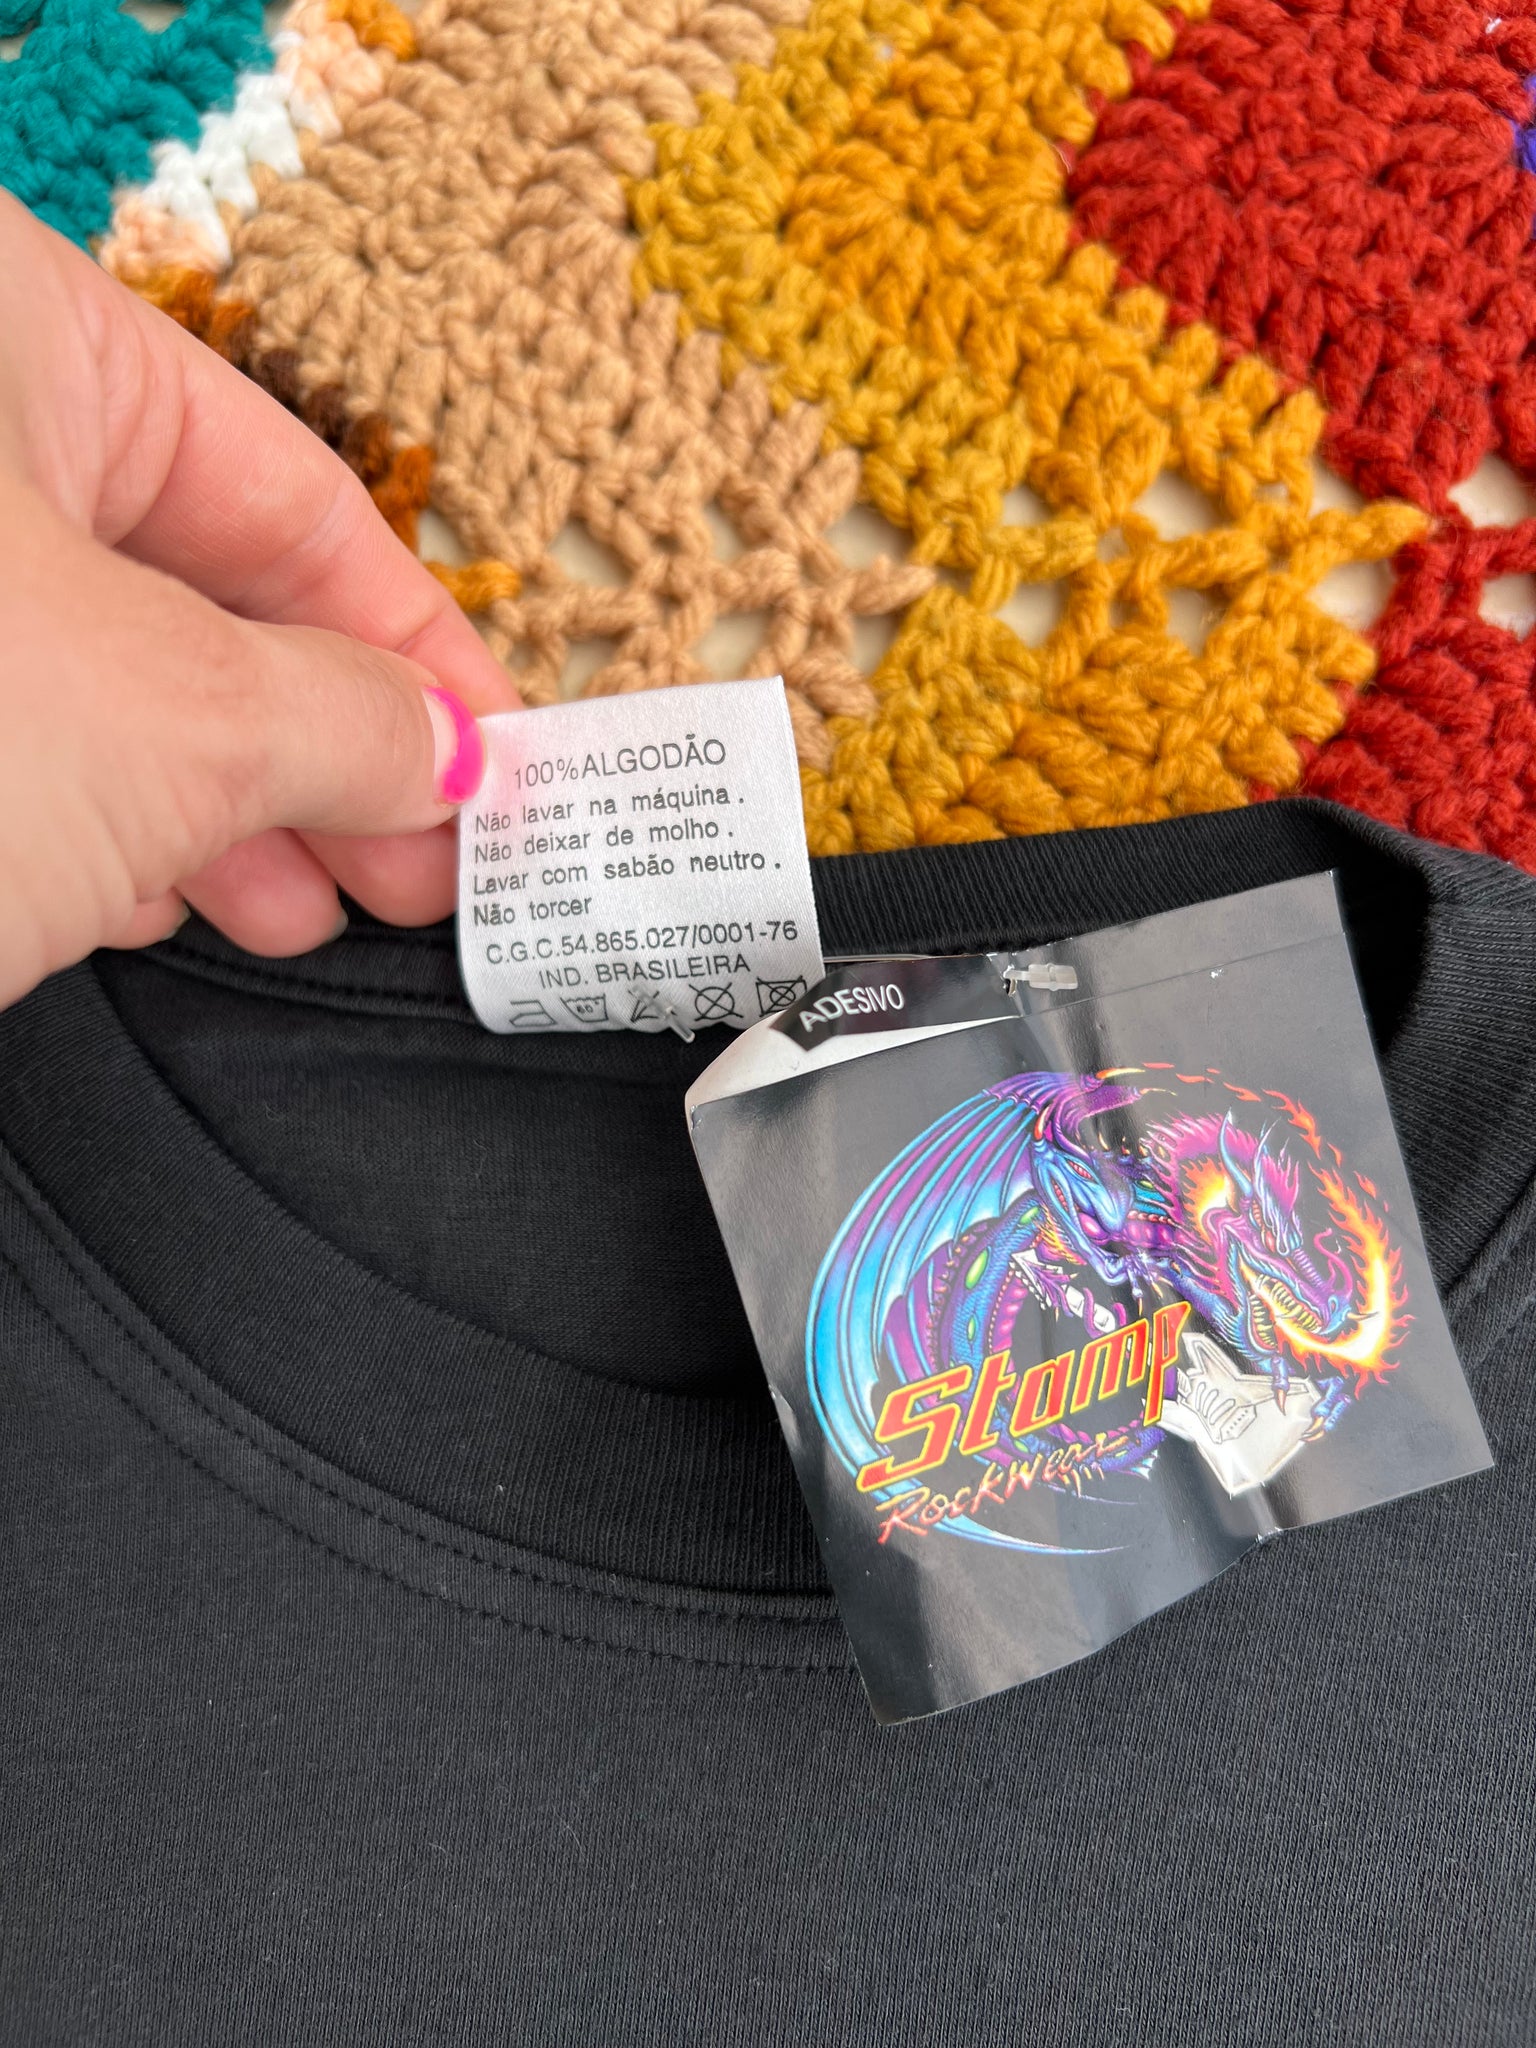 100%ALGODÃO
Não lavar na máquina.
Não deixar de molho.
Lavar com sabão neutro.
Não torcer
C.G.C.54.865.027/0001-76
IND. BRASILEIRA
60
ADESIVO
Stamp
Rockwear